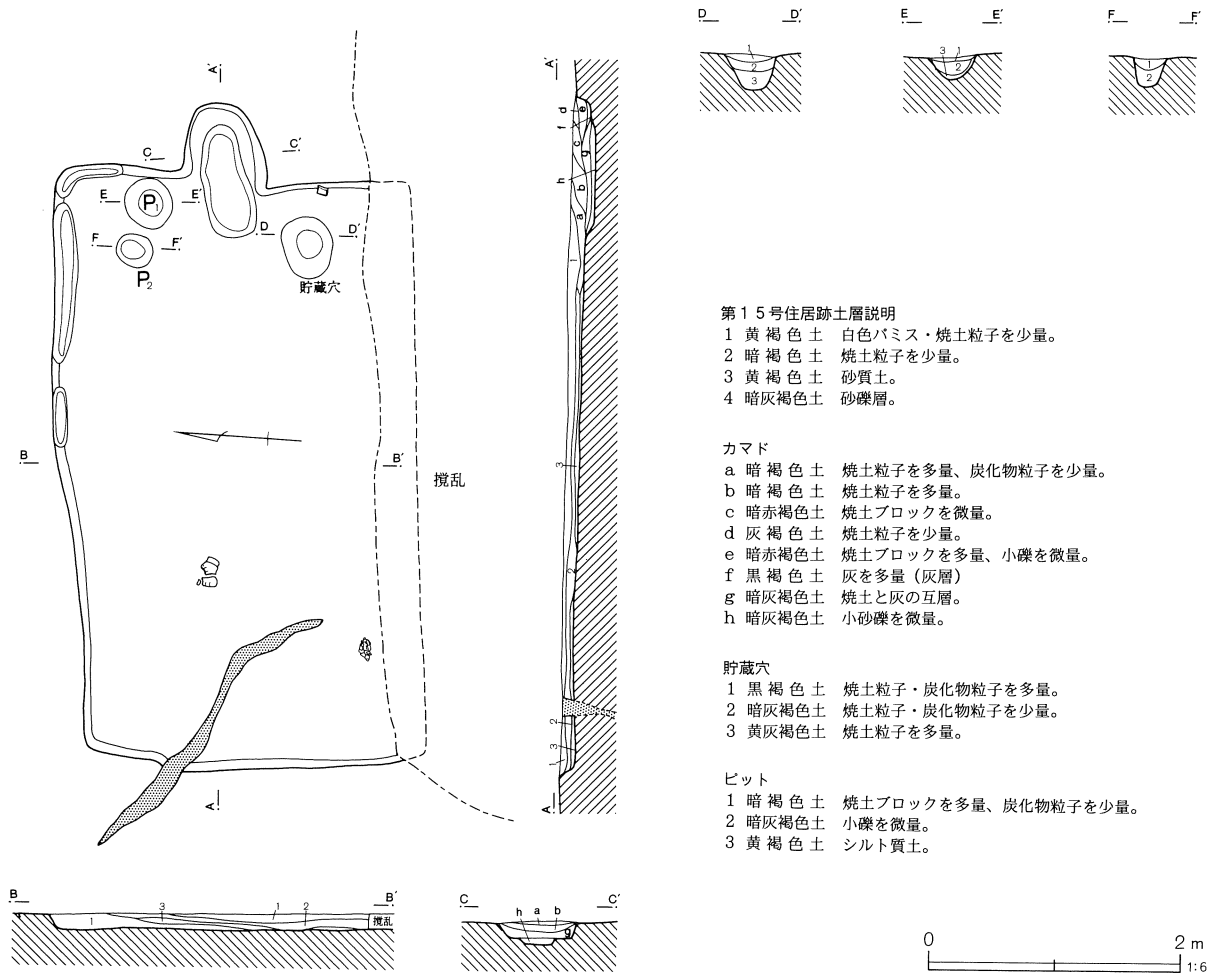 A′
C
C′
E
P1
E′
D
D′
F
F′
P2
貯蔵穴
B
B′
撹乱
A
A′
d
e
f
c
g
h
b
a
1
3
2
2
3
1
A
B
B′
1
3
1
2
撹乱
C
C′
h
a
b
g
D
D′
1
2
3
E
E′
3
1
2
F
F′
1
2
第15号住居跡土層説明
1 黄褐色土 白色パミス・焼土粒子を少量。
2 暗褐色土 焼土粒子を少量。
3 黄褐色土 砂質土。
4 暗灰褐色土 砂礫層。
カマド
a 暗褐色土 焼土粒子を多量、炭化物粒子を少量。
b 暗褐色土 焼土粒子を多量。
c 暗赤褐色土 焼土ブロックを微量。
d 灰褐色土 焼土粒子を少量。
e 暗赤褐色土 焼土ブロックを多量、小礫を微量。
f 黒褐色土 灰を多量（灰層）
g 暗灰褐色土 焼土と灰の互層。
h 暗灰褐色土 小砂礫を微量。
貯蔵穴
1 黒褐色土 焼土粒子・炭化物粒子を多量。
2 暗灰褐色土 焼土粒子・炭化物粒子を少量。
3 黄灰褐色土 焼土粒子を多量。
ピット
1 暗褐色土 焼土ブロックを多量、炭化物粒子を少量。
2 暗灰褐色土 小礫を微量。
3 黄褐色土 シルト質土。
0
2 m
1:6